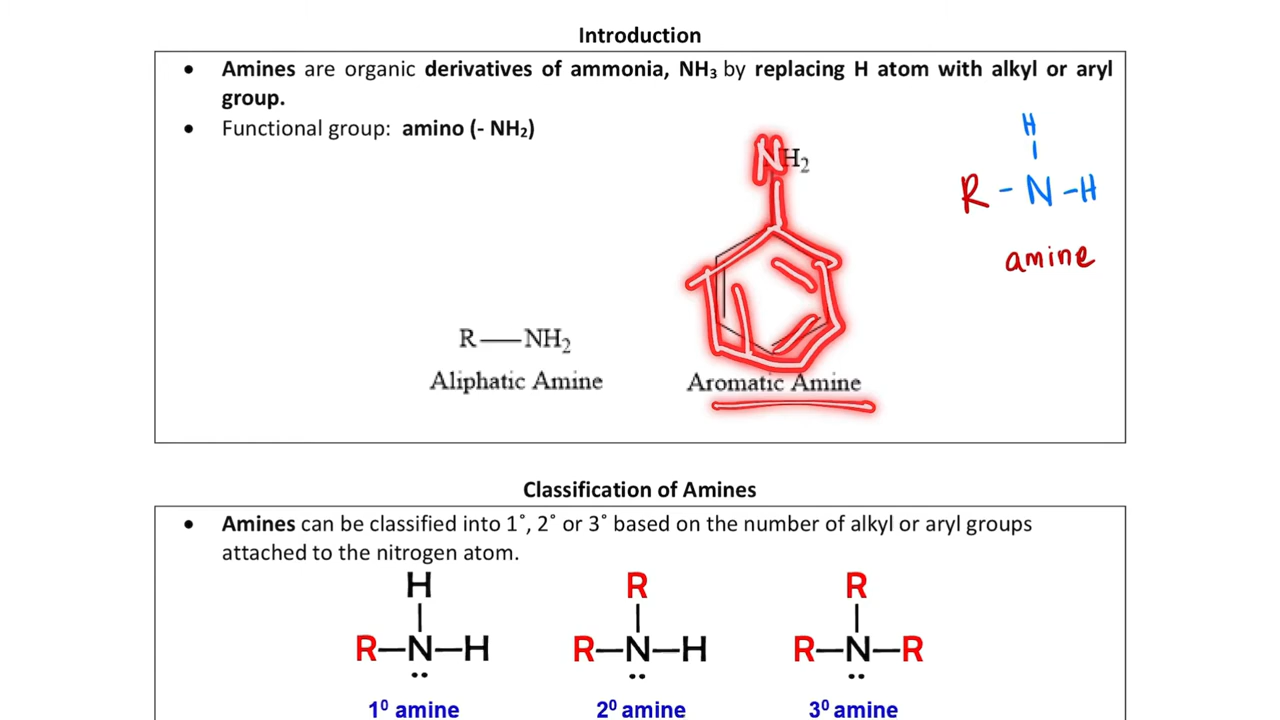 Introduction
• Amines are organic derivatives of ammonia, NH₃ by replacing H atom with alkyl or aryl
group.
• Functional group: amino (- NH₂)
H
R - N - H
amine
NH₂
R—NH₂
Aliphatic Amine
Aromatic Amine
Classification of Amines
• Amines can be classified into 1˚, 2˚ or 3˚ based on the number of alkyl or aryl groups
attached to the nitrogen atom.
H R R
R—N—H R—N—H R—N—R
1⁰ amine 2⁰ amine 3⁰ amine